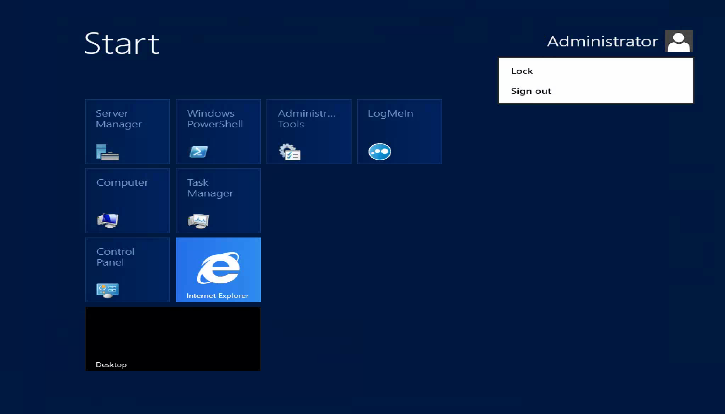 Start
Administrator
Lock
Sign out
Server
Manager
Windows
PowerShell
Administr...
Tools
LogMeIn
Computer
Task
Manager
Control
Panel
Internet Explorer
Desktop